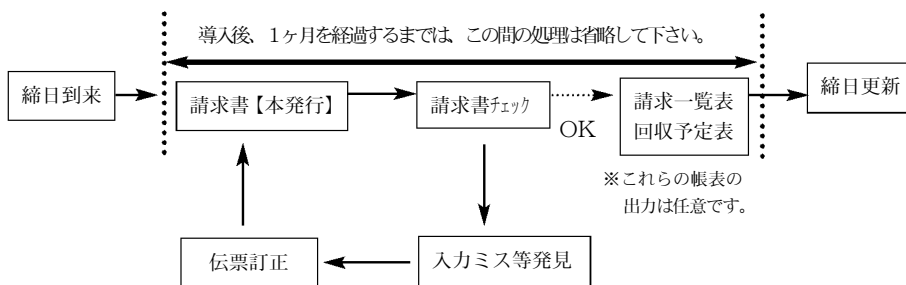 導入後、１ヶ月を経過するまでは、この間の処理は省略して下さい。
締日到来
請求書【本発行】
請求書ﾁｪｯｸ
OK
請求一覧表
回収予定表
締日更新
※これらの帳表の
出力は任意です。
伝票訂正
入力ミス等発見